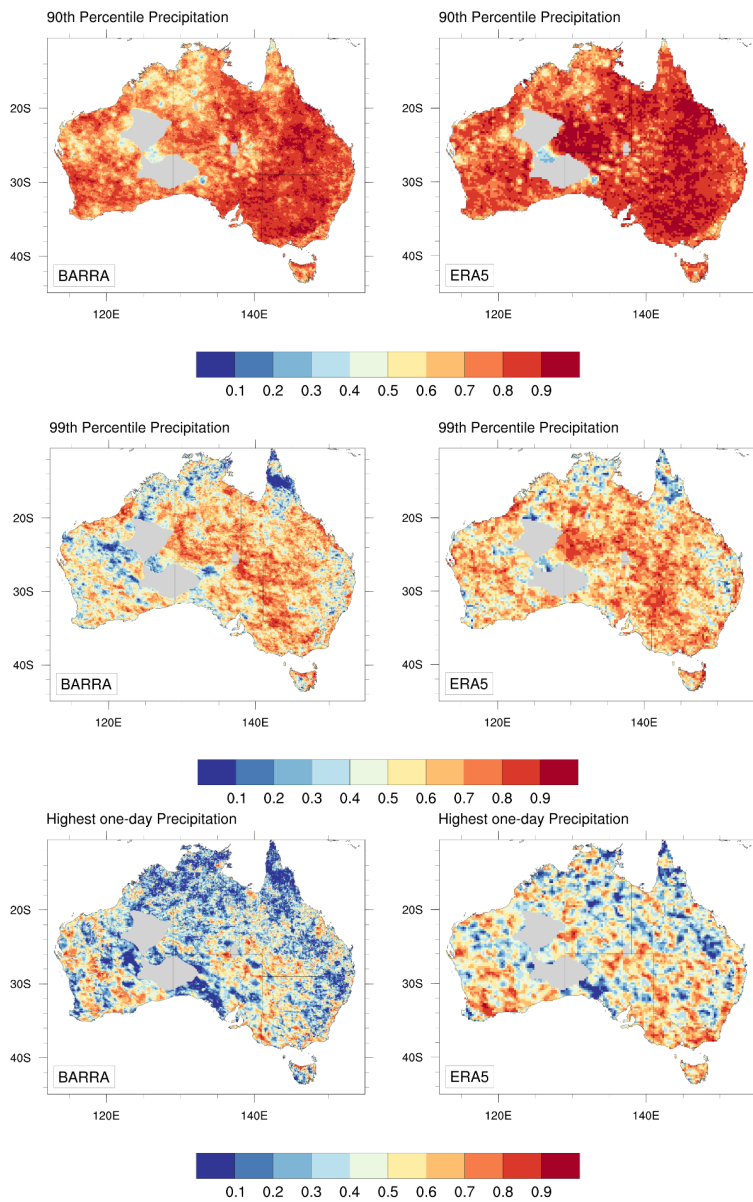 90th Percentile Precipitation
90th Percentile Precipitation
20S
30S
40S
BARRA
120E
140E
20S
30S
40S
ERA5
120E
140E
0.1 0.2 0.3 0.4 0.5 0.6 0.7 0.8 0.9
99th Percentile Precipitation
99th Percentile Precipitation
20S
30S
40S
BARRA
120E
140E
20S
30S
40S
ERA5
120E
140E
0.1 0.2 0.3 0.4 0.5 0.6 0.7 0.8 0.9
Highest one-day Precipitation
Highest one-day Precipitation
20S
30S
40S
BARRA
120E
140E
20S
30S
40S
ERA5
120E
140E
0.1 0.2 0.3 0.4 0.5 0.6 0.7 0.8 0.9